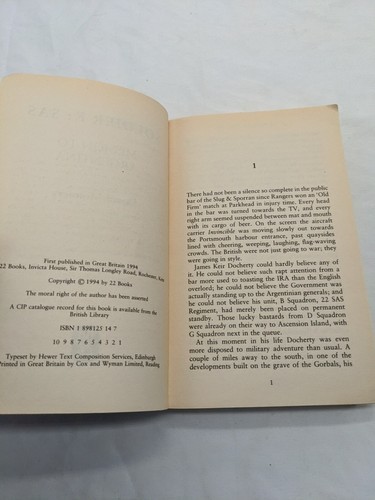 First published in Great Britain 1994
22 Books, Invicta House, Sir Thomas Longley Road, Rochester, Kent
Copyright © 1994 by 22 Books
The moral right of the author has been asserted
A CIP catalogue record for this book is available from the
British Library
ISBN 1 898125 14 7
10 9 8 7 6 5 4 3 2 1
Typeset by Hewer Text Composition Services, Edinburgh
Printed in Great Britain by Cox and Wyman Limited, Reading
1
There had not been a silence so complete in the public
bar of the Slug & Sporran since Rangers won an 'Old
Firm' match at Parkhead in injury time. Every head
in the bar was turned towards the TV, and every
right arm seemed suspended between mat and mouth
with its cargo of beer. On the screen the aircraft
carrier Invincible was moving slowly out towards
the Portsmouth harbour entrance, past quaysides
lined with cheering, weeping, laughing, flag-waving
crowds. The British were not just going to war; they
were going in style.
James Keir Docherty could hardly believe any of
it. He could not believe such rapt attention from a
bar more used to toasting the IRA than the English
overlord; he could not believe the Government was
actually standing up to the Argentinian generals; and
he could not believe his unit, B Squadron, 22 SAS
Regiment, had merely been placed on permanent
standby. Those lucky bastards from D Squadron
were already on their way to Ascension Island, with
G Squadron next in the queue.
At this moment in his life Docherty was even
more disposed to military adventure than usual. A
couple of miles away to the south, in one of the
developments built on the grave of the Gorbals, his
1